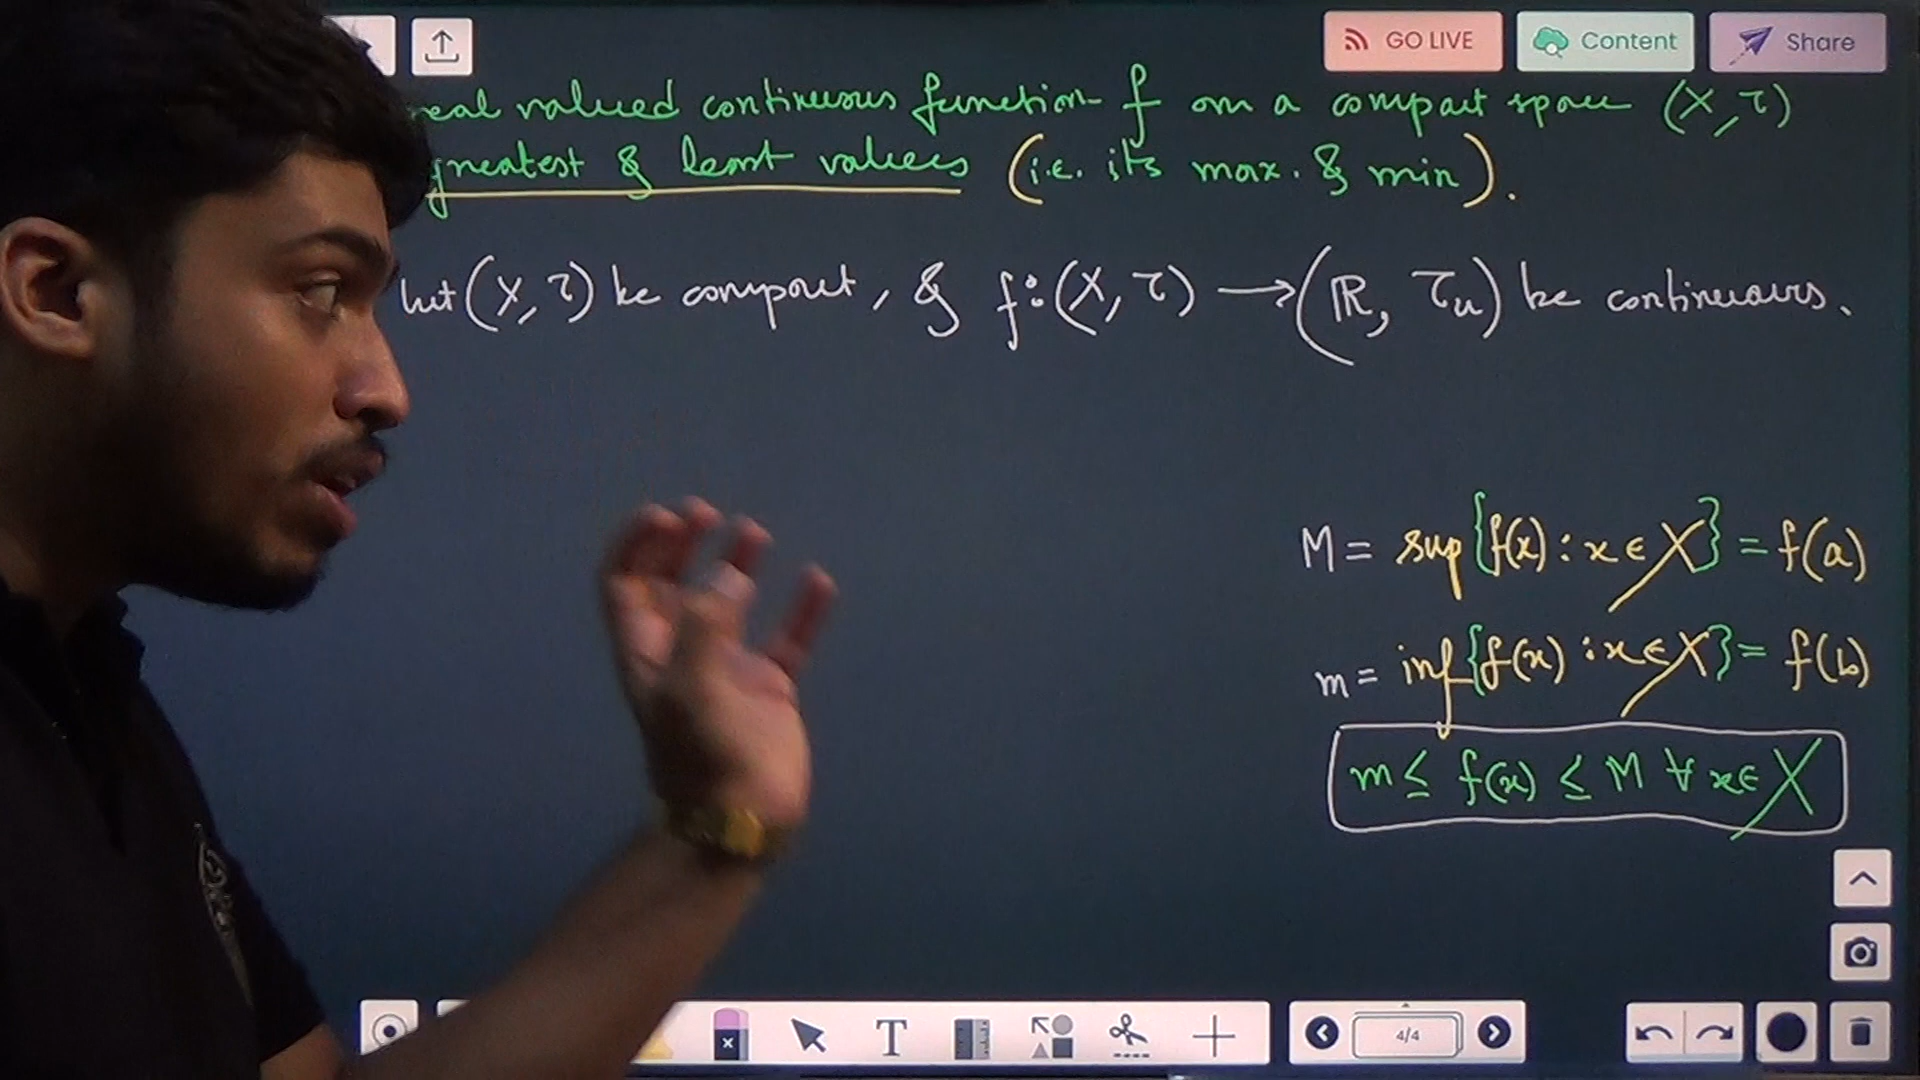 GO LIVE Content Share
real valued continuous function f on a compact space (X, τ)
greatest & least values (i.e. its max. & min).
Let (X, τ) be compact, & f: (X, τ) → (ℝ, τu) be continuous.
M = sup{f(x) : x ∈ X} = f(a)
m = inf{f(x) : x ∈ X} = f(b)
m ≤ f(x) ≤ M ∀ x ∈ X
T 4/4